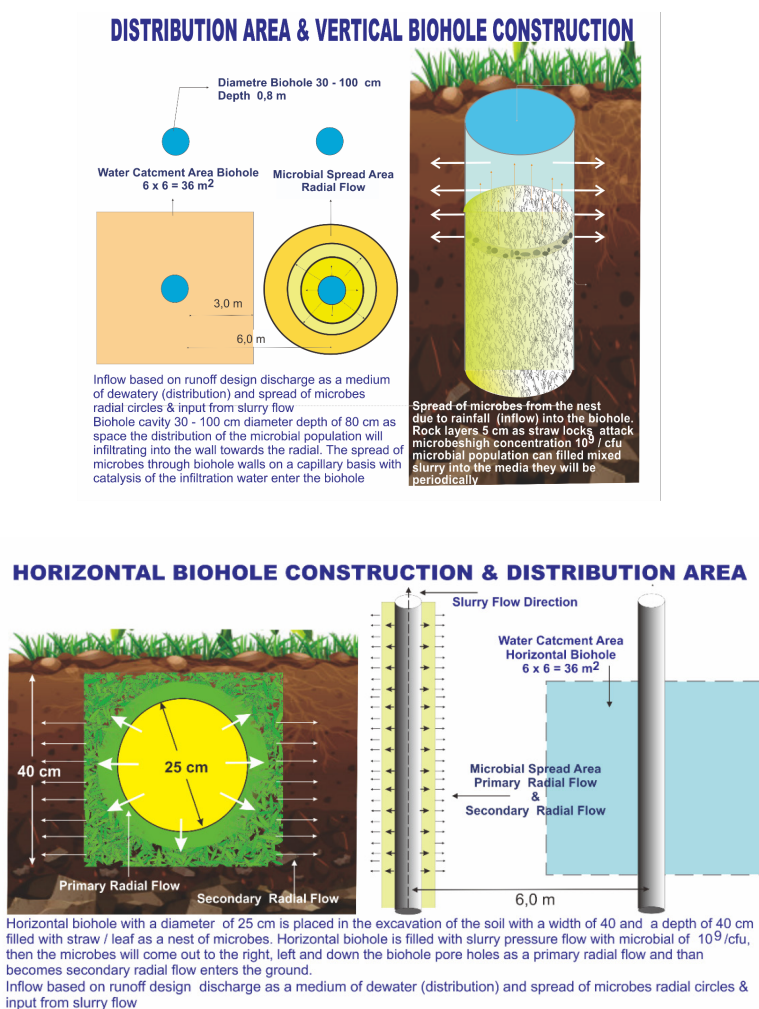 DISTRIBUTION AREA & VERTICAL BIOHOLE CONSTRUCTION
Diametre Biohole 30 - 100 cm
Depth 0,8 m
Water Catcment Area Biohole
6 x 6 = 36 m2
Microbial Spread Area
Radial Flow
3,0 m
6,0 m
Inflow based on runoff design discharge as a medium
of dewatery (distribution) and spread of microbes
radial circles & input from slurry flow
Biohole cavity 30 - 100 cm diameter depth of 80 cm as
space the distribution of the microbial population will
infiltrating into the wall towards the radial. The spread of
microbes through biohole walls on a capillary basis with
catalysis of the infiltration water enter the biohole
Spread of microbes from the nest
due to rainfall (inflow) into the biohole.
Rock layers 5 cm as straw locks attack
microbeshigh concentration 109 / cfu
microbial population can filled mixed
slurry into the media they will be
periodically
HORIZONTAL BIOHOLE CONSTRUCTION & DISTRIBUTION AREA
Slurry Flow Direction
Water Catcment Area
Horizontal Biohole
6 x 6 = 36 m2
40 cm
25 cm
Microbial Spread Area
Primary Radial Flow
&
Secondary Radial Flow
Primary Radial Flow
Secondary Radial Flow
6,0 m
Horizontal biohole with a diameter of 25 cm is placed in the excavation of the soil with a width of 40 and a depth of 40 cm
filled with straw / leaf as a nest of microbes. Horizontal biohole is filled with slurry pressure flow with microbial of 109 /cfu,
then the microbes will come out to the right, left and down the biohole pore holes as a primary radial flow and than
becomes secondary radial flow enters the ground.
Inflow based on runoff design discharge as a medium of dewater (distribution) and spread of microbes radial circles &
input from slurry flow